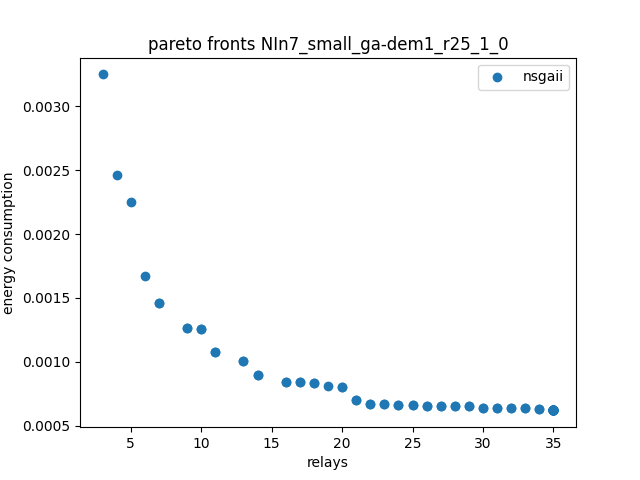 pareto fronts NIn7_small_ga-dem1_r25_1_0
nsgaii
energy consumption
0.0030
0.0025
0.0020
0.0015
0.0010
0.0005
5 10 15 20 25 30 35
relays